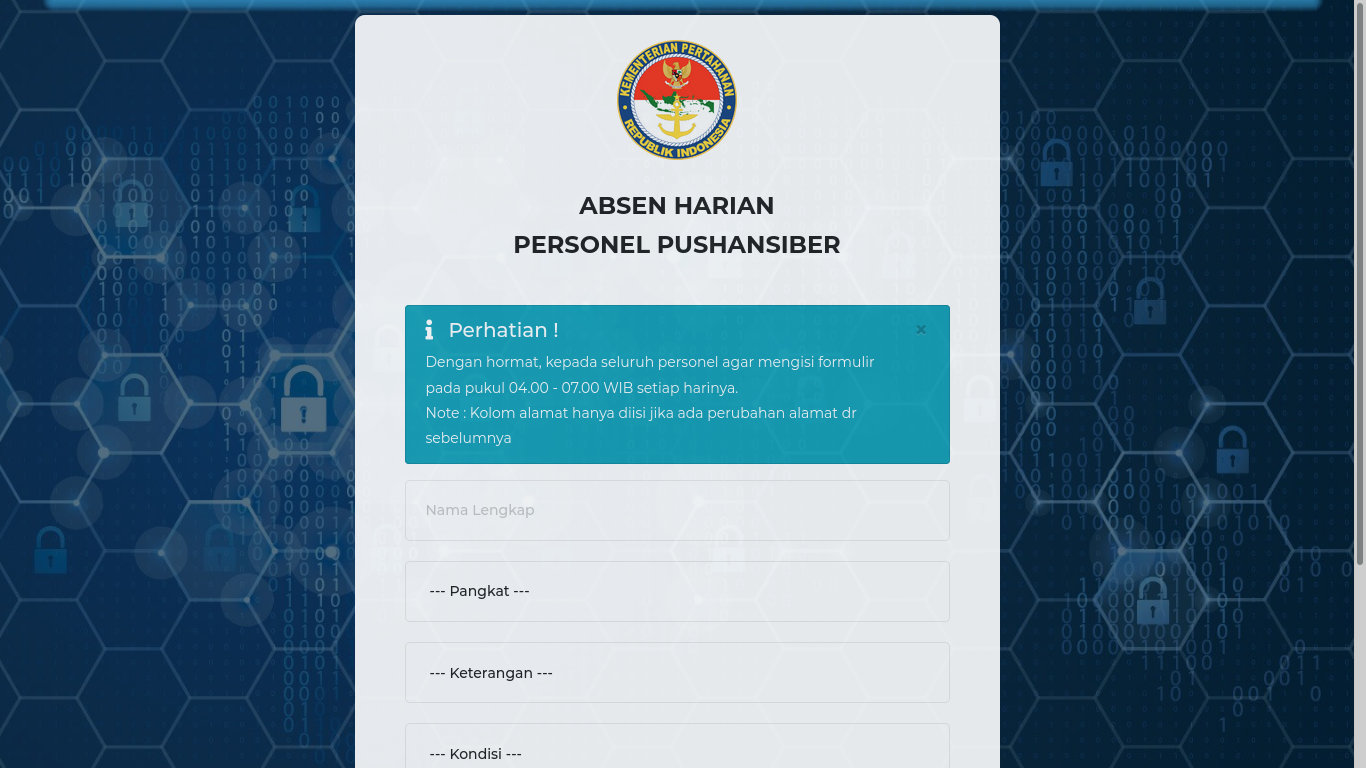 KEMENTERIAN PERTAHANAN
REPUBLIK INDONESIA
ABSEN HARIAN
PERSONEL PUSHANSIBER
Perhatian !
×
Dengan hormat, kepada seluruh personel agar mengisi formulir
pada pukul 04.00 - 07.00 WIB setiap harinya.
Note : Kolom alamat hanya diisi jika ada perubahan alamat dr
sebelumnya
Nama Lengkap
--- Pangkat ---
--- Keterangan ---
--- Kondisi ---